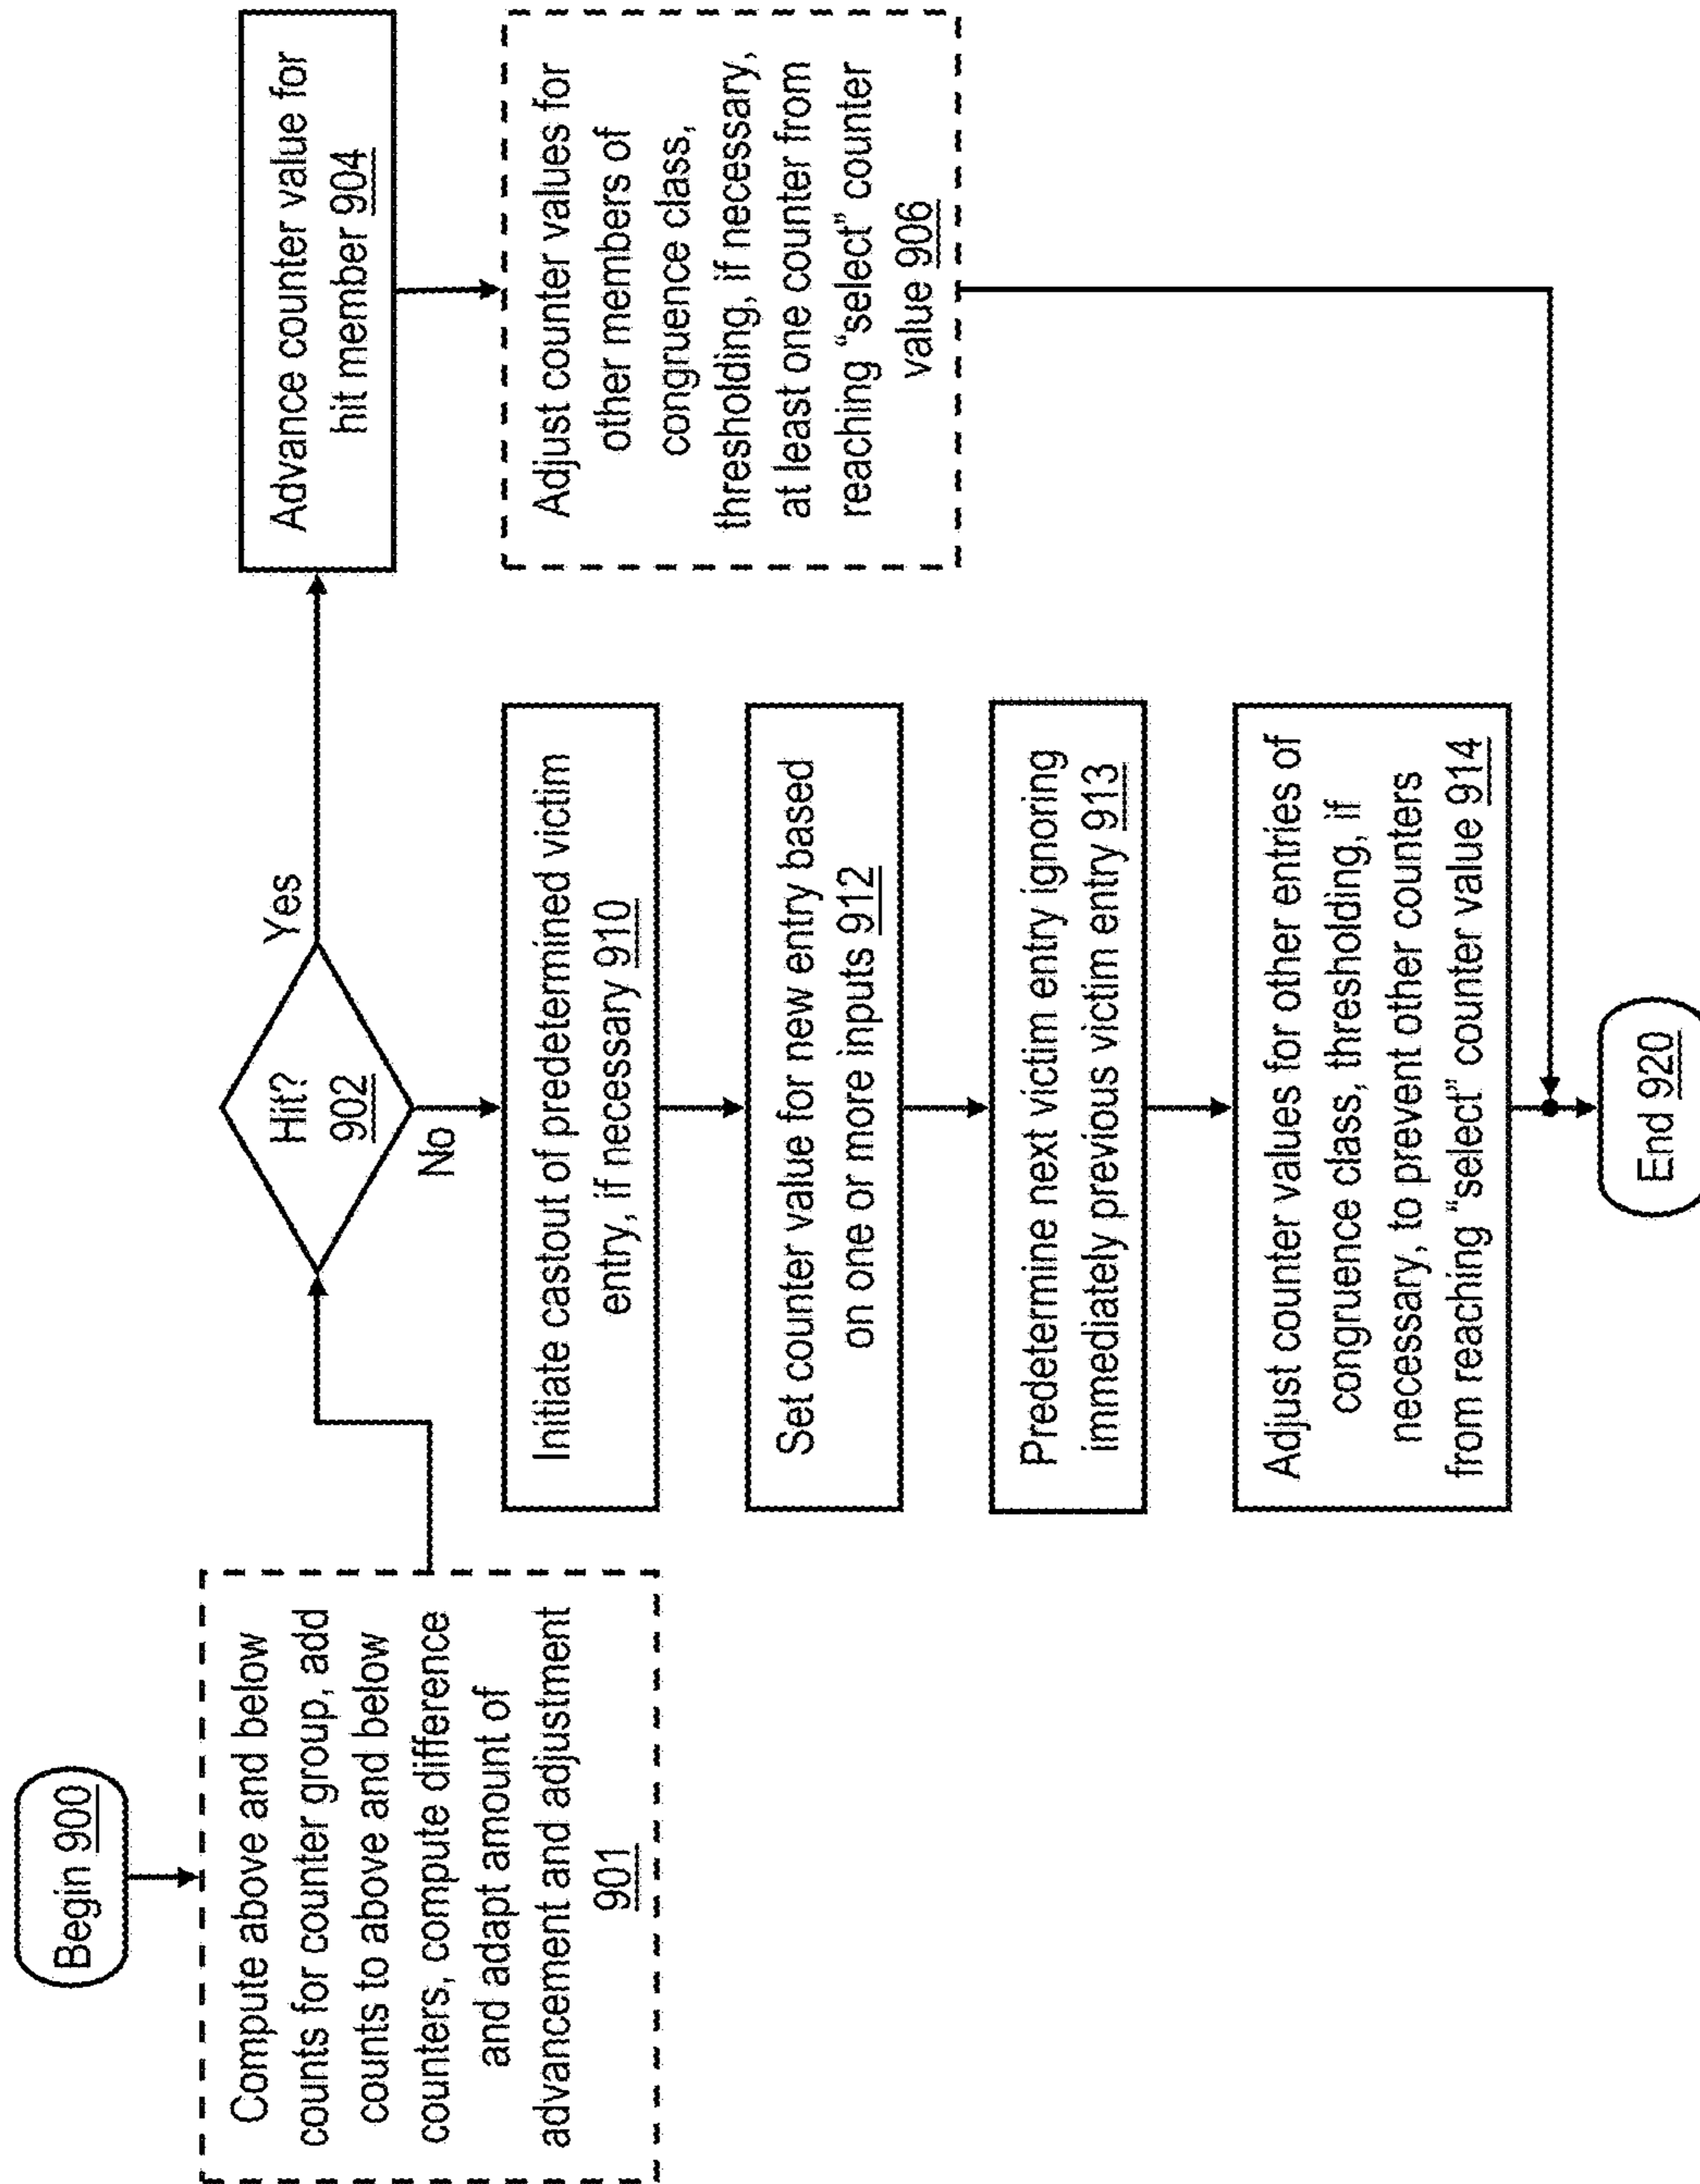 Begin 900
Compute above and below
counts for counter group, add
counts to above and below
counters, compute difference
and adapt amount of
advancement and adjustment
901
Hit?
902
Yes
No
Advance counter value for
hit member 904
Adjust counter values for
other members of
congruence class,
thresholding, if necessary,
at least one counter from
reaching “select” counter
value 906
Initiate castout of predetermined victim
entry, if necessary 910
Set counter value for new entry based
on one or more inputs 912
Predetermine next victim entry ignoring
immediately previous victim entry 913
Adjust counter values for other entries of
congruence class, thresholding, if
necessary, to prevent other counters
from reaching “select” counter value 914
End 920